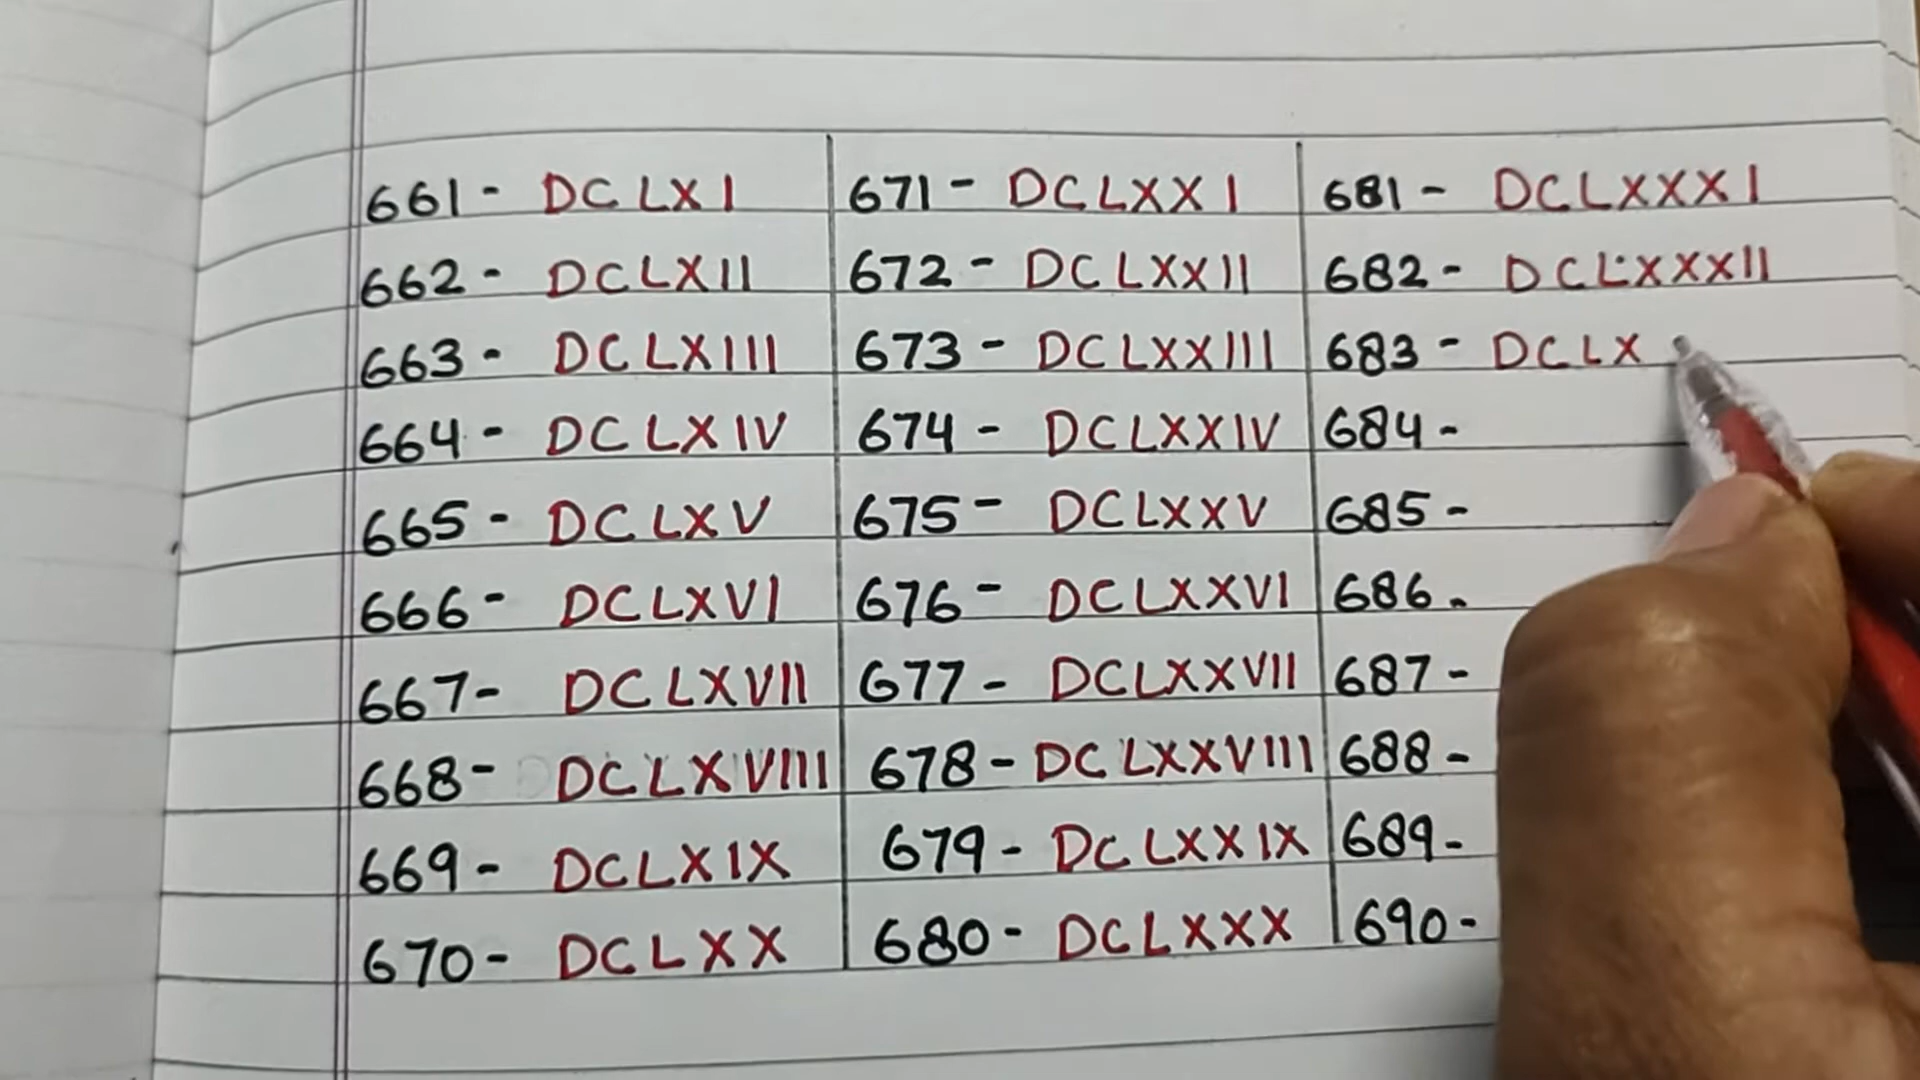 661 - DCLXI
662 - DCLXII
663 - DCLXIII
664 - DCLXIV
665 - DCLXV
666 - DCLXVI
667 - DCLXVII
668 - DCLXVIII
669 - DCLXIX
670 - DCLXX
671 - DCLXXI
672 - DCLXXII
673 - DCLXXIII
674 - DCLXXIV
675 - DCLXXV
676 - DCLXXVI
677 - DCLXXVII
678 - DCLXXVIII
679 - DCLXXIX
680 - DCLXXX
681 - DCLXXXI
682 - DCLXXXII
683 - DCLX
684 -
685 -
686 -
687 -
688 -
689 -
690 -